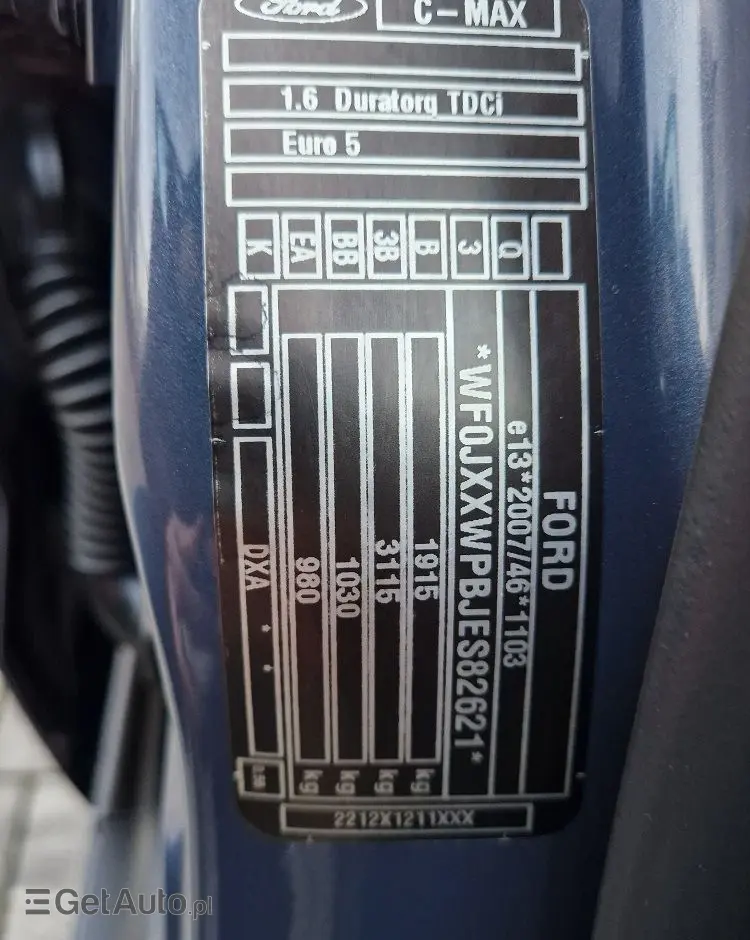 Ford
C-MAX
1.6 Duratorq TDCi
Euro 5
K EA BB 3B B 3 Q
FORD
e13*2007/46*1103
*WF0JXXWPBJES82621*
1915 kg
3115 kg
1030 kg
980 kg
DXA * *
2212X1211XXX
GetAuto.pl